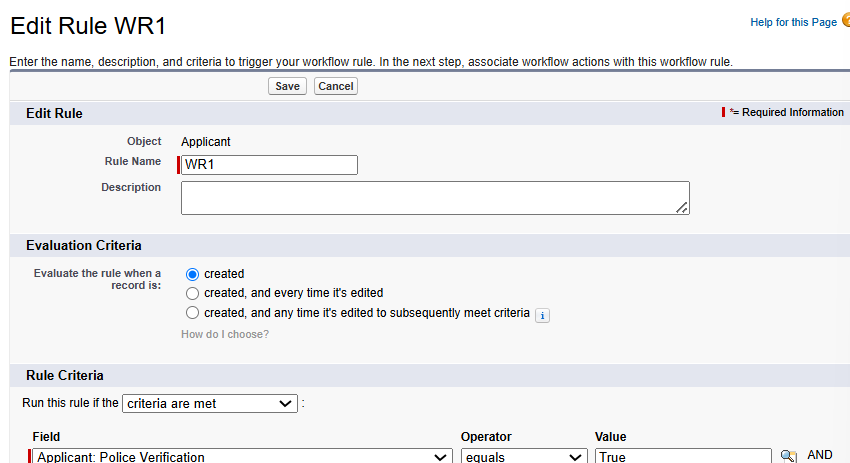 Edit Rule WR1
Help for this Page ?
Enter the name, description, and criteria to trigger your workflow rule. In the next step, associate workflow actions with this workflow rule.
Save Cancel
Edit Rule
*= Required Information
Object Applicant
Rule Name WR1
Description
Evaluation Criteria
Evaluate the rule when a record is:
created
created, and every time it's edited
created, and any time it's edited to subsequently meet criteria i
How do I choose?
Rule Criteria
Run this rule if the criteria are met :
Field Operator Value
Applicant: Police Verification equals True AND